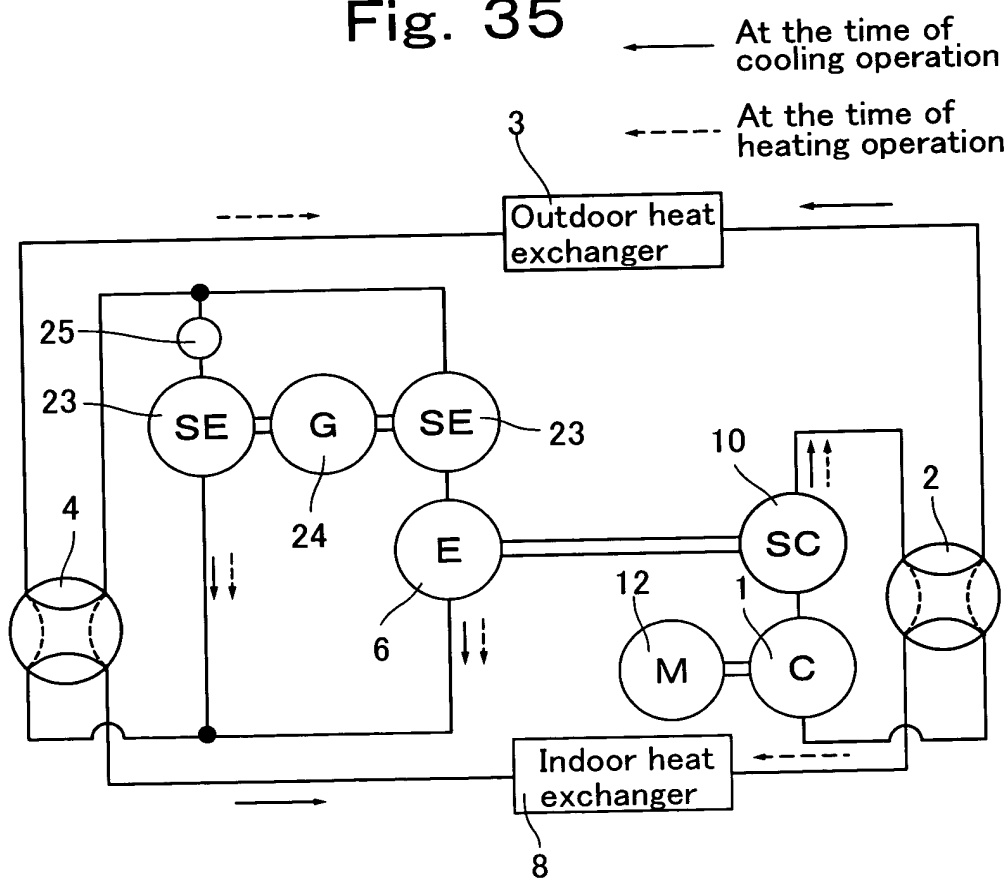 Fig. 35
At the time of
cooling operation
At the time of
heating operation
3
Outdoor heat
exchanger
25
23
SE
G
SE
23
10
24
4
2
E
SC
12
1
6
M
C
Indoor heat
exchanger
8